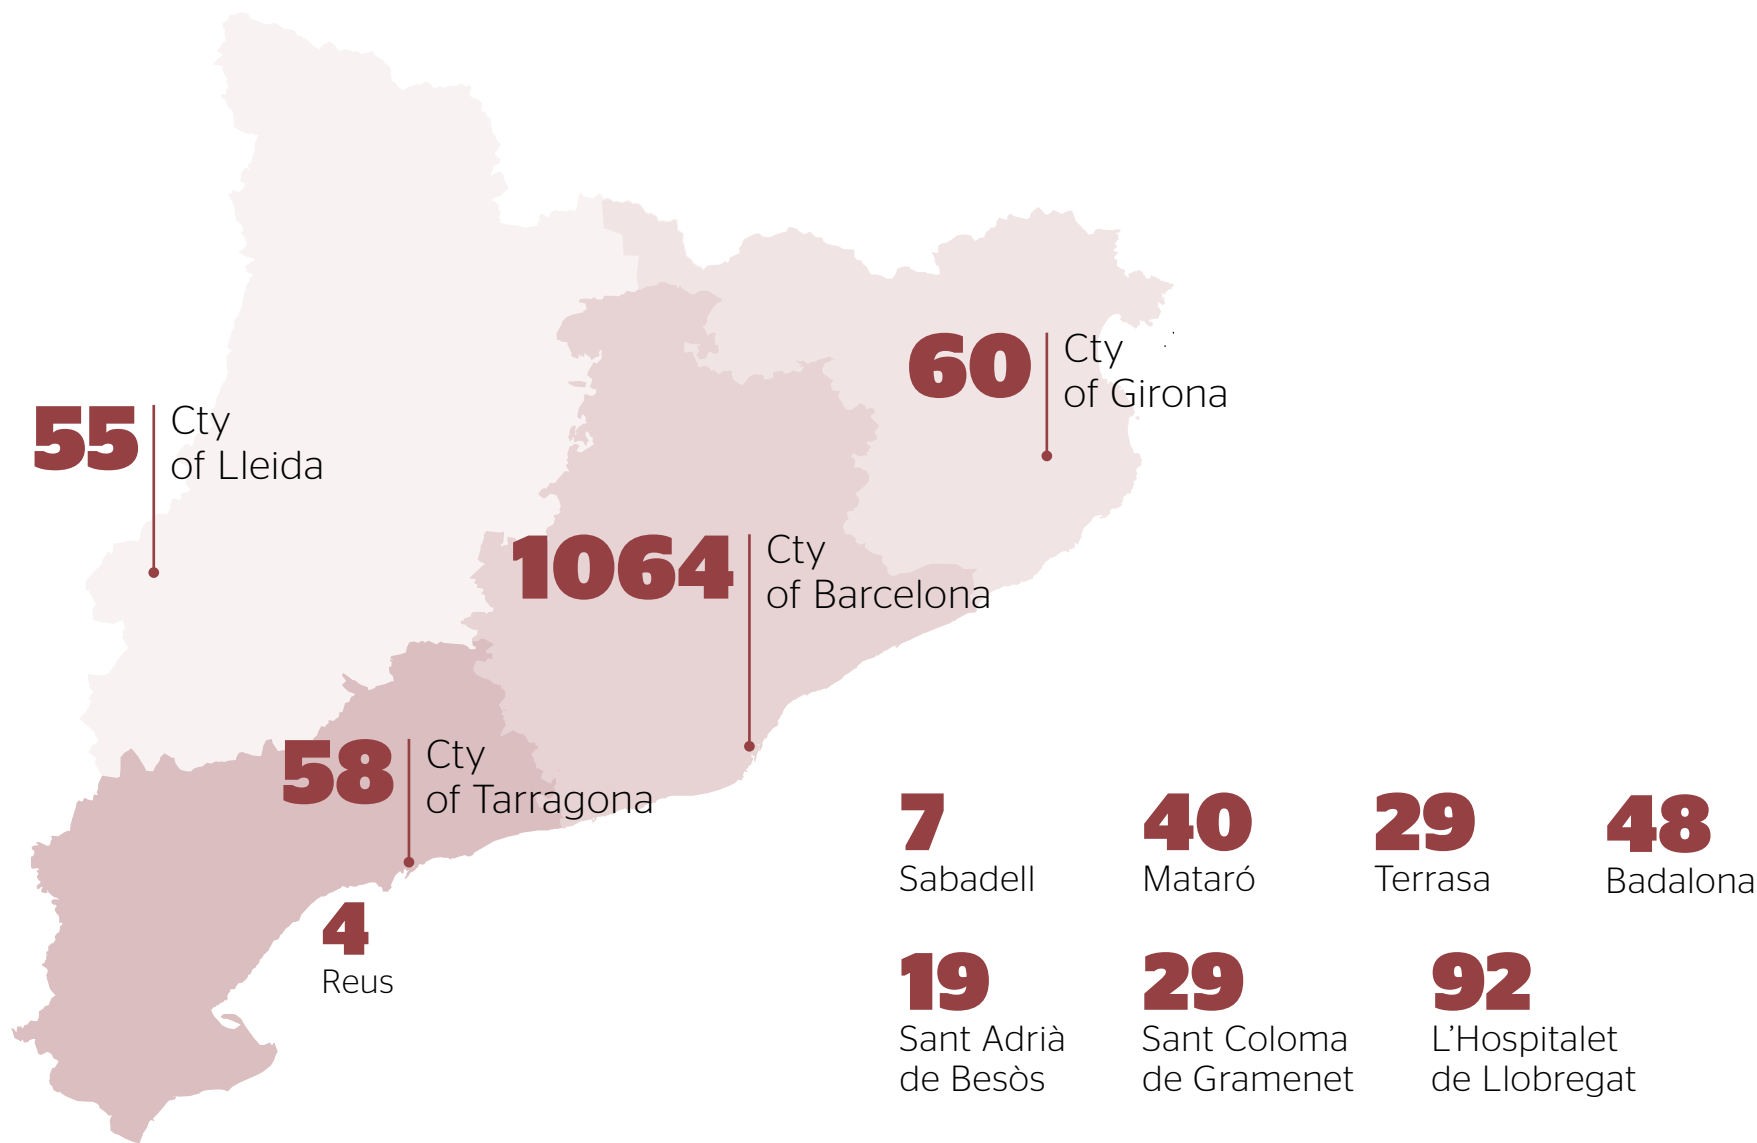 60
Cty
of Girona
55
Cty
of Lleida
1064
Cty
of Barcelona
58
Cty
of Tarragona
4
Reus
7
Sabadell
40
Mataró
29
Terrasa
48
Badalona
19
Sant Adrià
de Besòs
29
Sant Coloma
de Gramenet
92
L’Hospitalet
de Llobregat